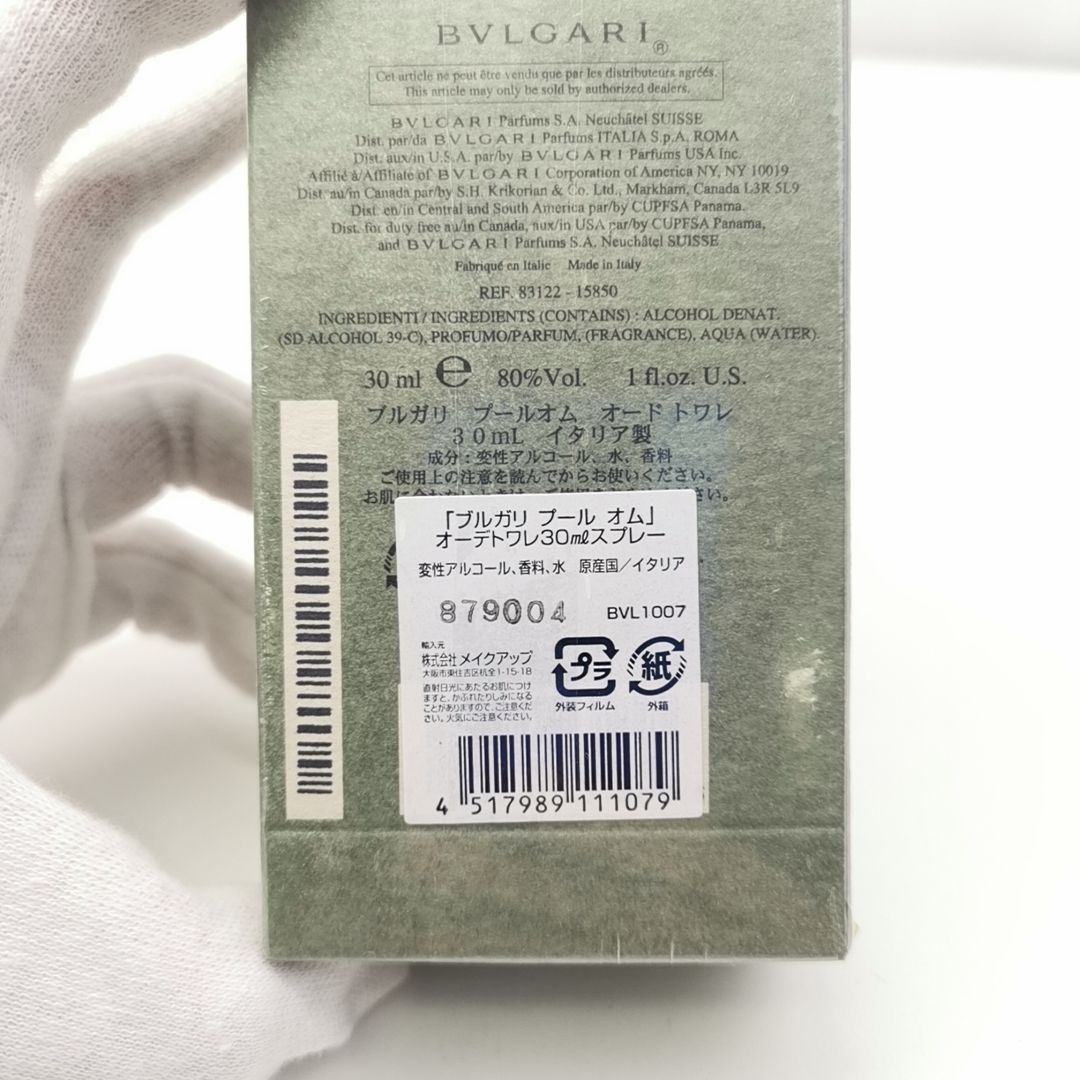 BVLGARI®
Cet article ne peut être vendu que par les distributeurs agréés.
This article may only be sold by authorized dealers.
BVLGARI Parfums S.A. Neuchâtel SUISSE
Dist. par/da BVLGARI Parfums ITALIA S.p.A. ROMA
Dist. aux/in U.S.A. par/by BVLGARI Parfums USA Inc.
Affilié à/Affiliate of BVLGARI Corporation of America NY, NY 10019
Dist. au/in Canada par/by S.H. Krikorian & Co. Ltd., Markham, Canada L3R 5L9
Dist. en/in Central and South America par/by CUPFSA Panama.
Dist. for duty free au/in Canada, aux/in USA par/by CUPFSA Panama,
and BVLGARI Parfums S.A. Neuchâtel SUISSE
Fabriqué en Italie Made in Italy
REF. 83122 - 15850
INGREDIENTI / INGREDIENTS (CONTAINS) : ALCOHOL DENAT.
(SD ALCOHOL 39-C), PROFUMO/PARFUM, (FRAGRANCE), AQUA (WATER).
30 ml ℮ 80%Vol. 1 fl.oz. U.S.
ブルガリ プールオム オード トワレ
30mL イタリア製
成分：変性アルコール、水、香料
ご使用上の注意を読んでからお使いください。
お肌に
さい。
「ブルガリ プール オム」
オーデトワレ30㎖スプレー
変性アルコール、香料、水 原産国／イタリア
879004 BVL1007
輸入元
株式会社メイクアップ
大阪市東住吉区杭全1-15-18
直射日光にあたるお肌につけ
ますと、かぶれたりしみになる
ことがありますので、ご注意くだ
さい。火気にご注意ください。
プラ
外装フィルム
紙
外箱
4 517989 111079